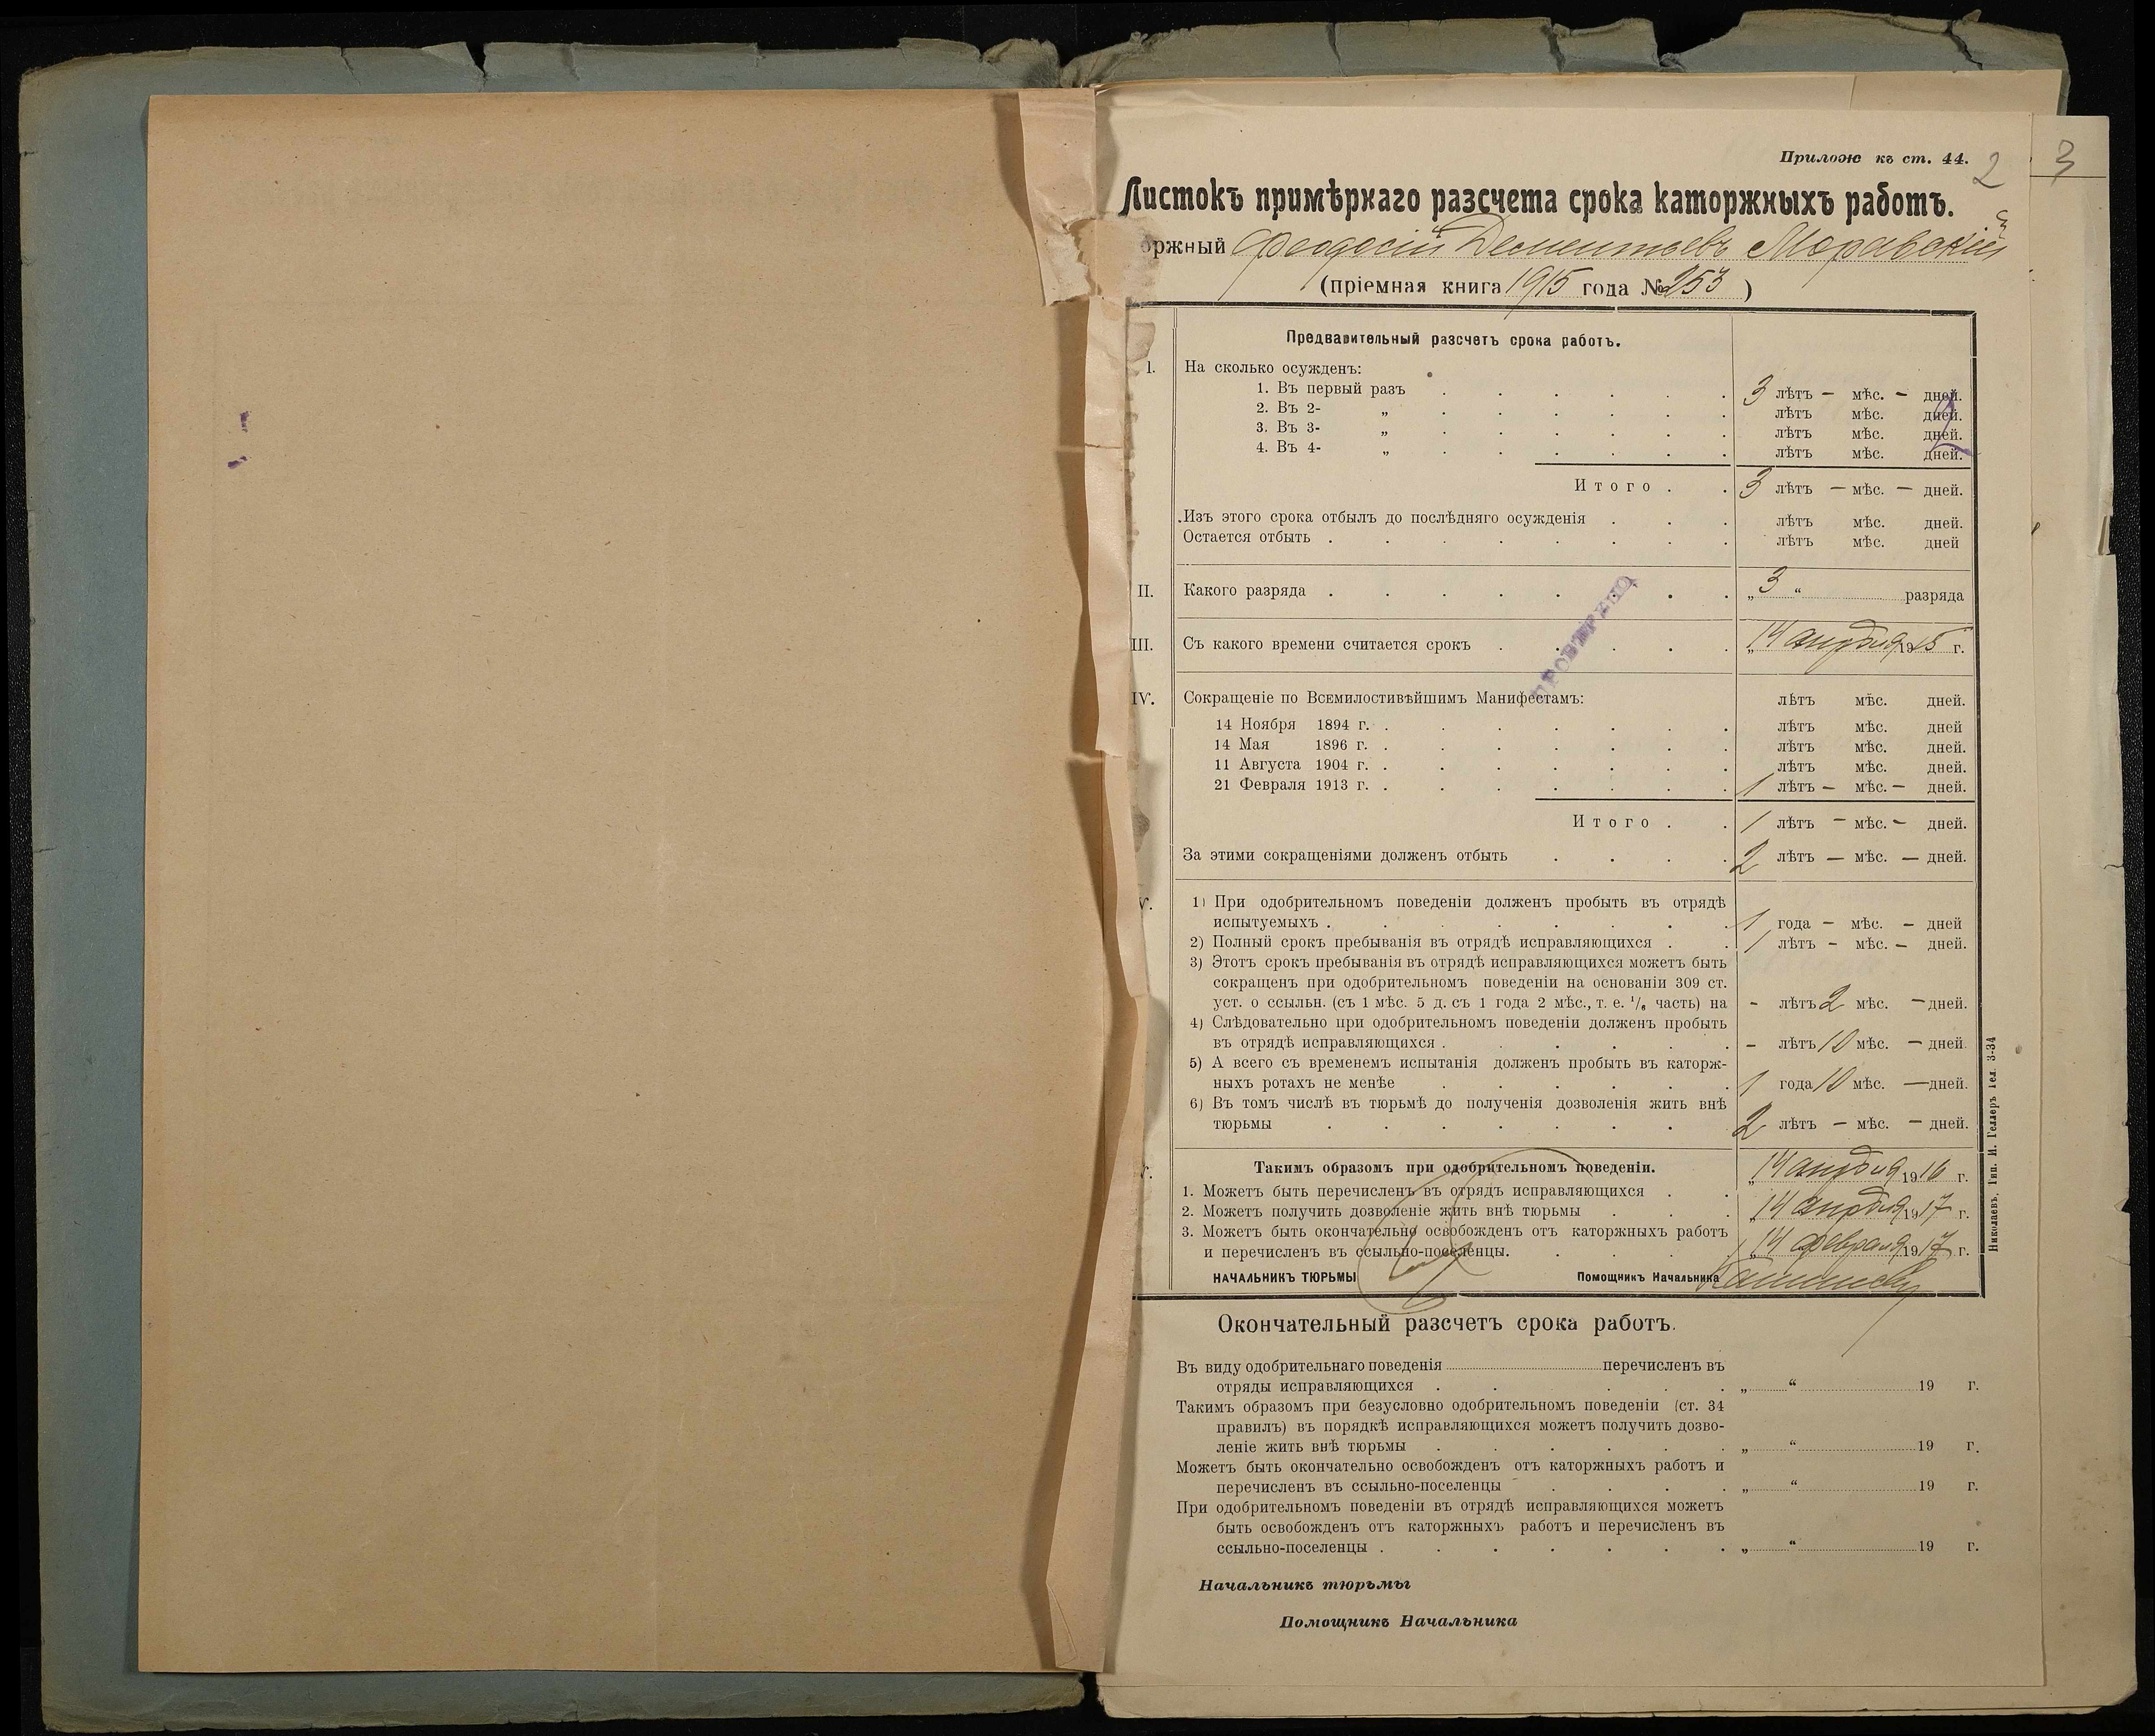 Прилож къ ст. 44.
2
3
Листокъ примѣрнаго разсчета срока каторжныхъ работъ.
оржный Феодосій Дементьевъ Моравскій
(пріемная книга 1915 года № 253 )
Предварительный разсчетъ срока работъ.
I. На сколько осужденъ:
1. Въ первый разъ . . . . . . 3 лѣтъ — мѣс. — дней.
2. Въ 2- „ . . . . . . лѣтъ мѣс. дней.
3. Въ 3- „ . . . . . . лѣтъ мѣс. дней.
4. Въ 4- „ . . . . . . лѣтъ мѣс. дней.
2
Итого . . 3 лѣтъ — мѣс. — дней.
Изъ этого срока отбылъ до послѣдняго осужденія . . . лѣтъ мѣс. дней.
Остается отбыть . . . . . . . . лѣтъ мѣс. дней
II. Какого разряда . . . . . . . . „ 3 “ разряда
ПРОВѢРЕНО
III. Съ какого времени считается срокъ . . . . . „14 апрѣля 1915 г.
IV. Сокращеніе по Всемилостивѣйшимъ Манифестамъ: лѣтъ мѣс. дней.
14 Ноября 1894 г. . . . . . . . лѣтъ мѣс. дней
14 Мая 1896 г. . . . . . . . лѣтъ мѣс. дней.
11 Августа 1904 г. . . . . . . . лѣтъ мѣс. дней.
21 Февраля 1913 г. . . . . . . . 1 лѣтъ — мѣс. — дней.
Итого . . 1 лѣтъ — мѣс. — дней.
За этими сокращеніями долженъ отбыть . . . . 2 лѣтъ — мѣс. — дней.
V. 1) При одобрительномъ поведеніи долженъ пробыть въ отрядѣ
испытуемыхъ . . . . . . . . 1 года — мѣс. — дней
2) Полный срокъ пребыванія въ отрядѣ исправляющихся . . 1 лѣтъ — мѣс. — дней.
3) Этотъ срокъ пребыванія въ отрядѣ исправляющихся можетъ быть
сокращенъ при одобрительномъ поведеніи на основаніи 309 ст.
уст. о ссыльн. (съ 1 мѣс. 5 д. съ 1 года 2 мѣс., т. е. 1/6 часть) на - лѣтъ 2 мѣс. — дней.
4) Слѣдовательно при одобрительномъ поведеніи долженъ пробыть
въ отрядѣ исправляющихся . . . . . . — лѣтъ 10 мѣс. — дней.
5) А всего съ временемъ испытанія долженъ пробыть въ каторж-
ныхъ ротахъ не менѣе . . . . . . 1 года 10 мѣс. — дней.
6) Въ томъ числѣ въ тюрьмѣ до полученія дозволенія жить внѣ
тюрьмы . . . . . . . . 2 лѣтъ — мѣс. — дней.
Такимъ образомъ при одобрительномъ поведеніи.
1. Можетъ быть перечисленъ въ отрядъ исправляющихся . . „14 апрѣля 1916 г.
2. Можетъ получить дозволеніе жить внѣ тюрьмы . . . „14 апрѣля 1917 г.
3. Можетъ быть окончательно освобожденъ отъ каторжныхъ работъ
и перечисленъ въ ссыльно-поселенцы. . . . . „14 февраля 1917 г.
НАЧАЛЬНИКЪ ТЮРЬМЫ Помощникъ Начальника
Николаевъ, Тип. И. Геллеръ Тел. 3-34
Окончательный разсчетъ срока работъ.
Въ виду одобрительнаго поведенія перечисленъ въ
отряды исправляющихся . . . . . . „ “ 19 г.
Такимъ образомъ при безусловно одобрительномъ поведеніи (ст. 34
правилъ) въ порядкѣ исправляющихся можетъ получить дозво-
леніе жить внѣ тюрьмы . . . . . . „ “ 19 г.
Можетъ быть окончательно освобожденъ отъ каторжныхъ работъ и
перечисленъ въ ссыльно-поселенцы . . . . „ “ 19 г.
При одобрительномъ поведеніи въ отрядѣ исправляющихся можетъ
быть освобожденъ отъ каторжныхъ работъ и перечисленъ въ
ссыльно-поселенцы . . . . . . . „ “ 19 г.
Начальникъ тюрьмы
Помощникъ Начальника